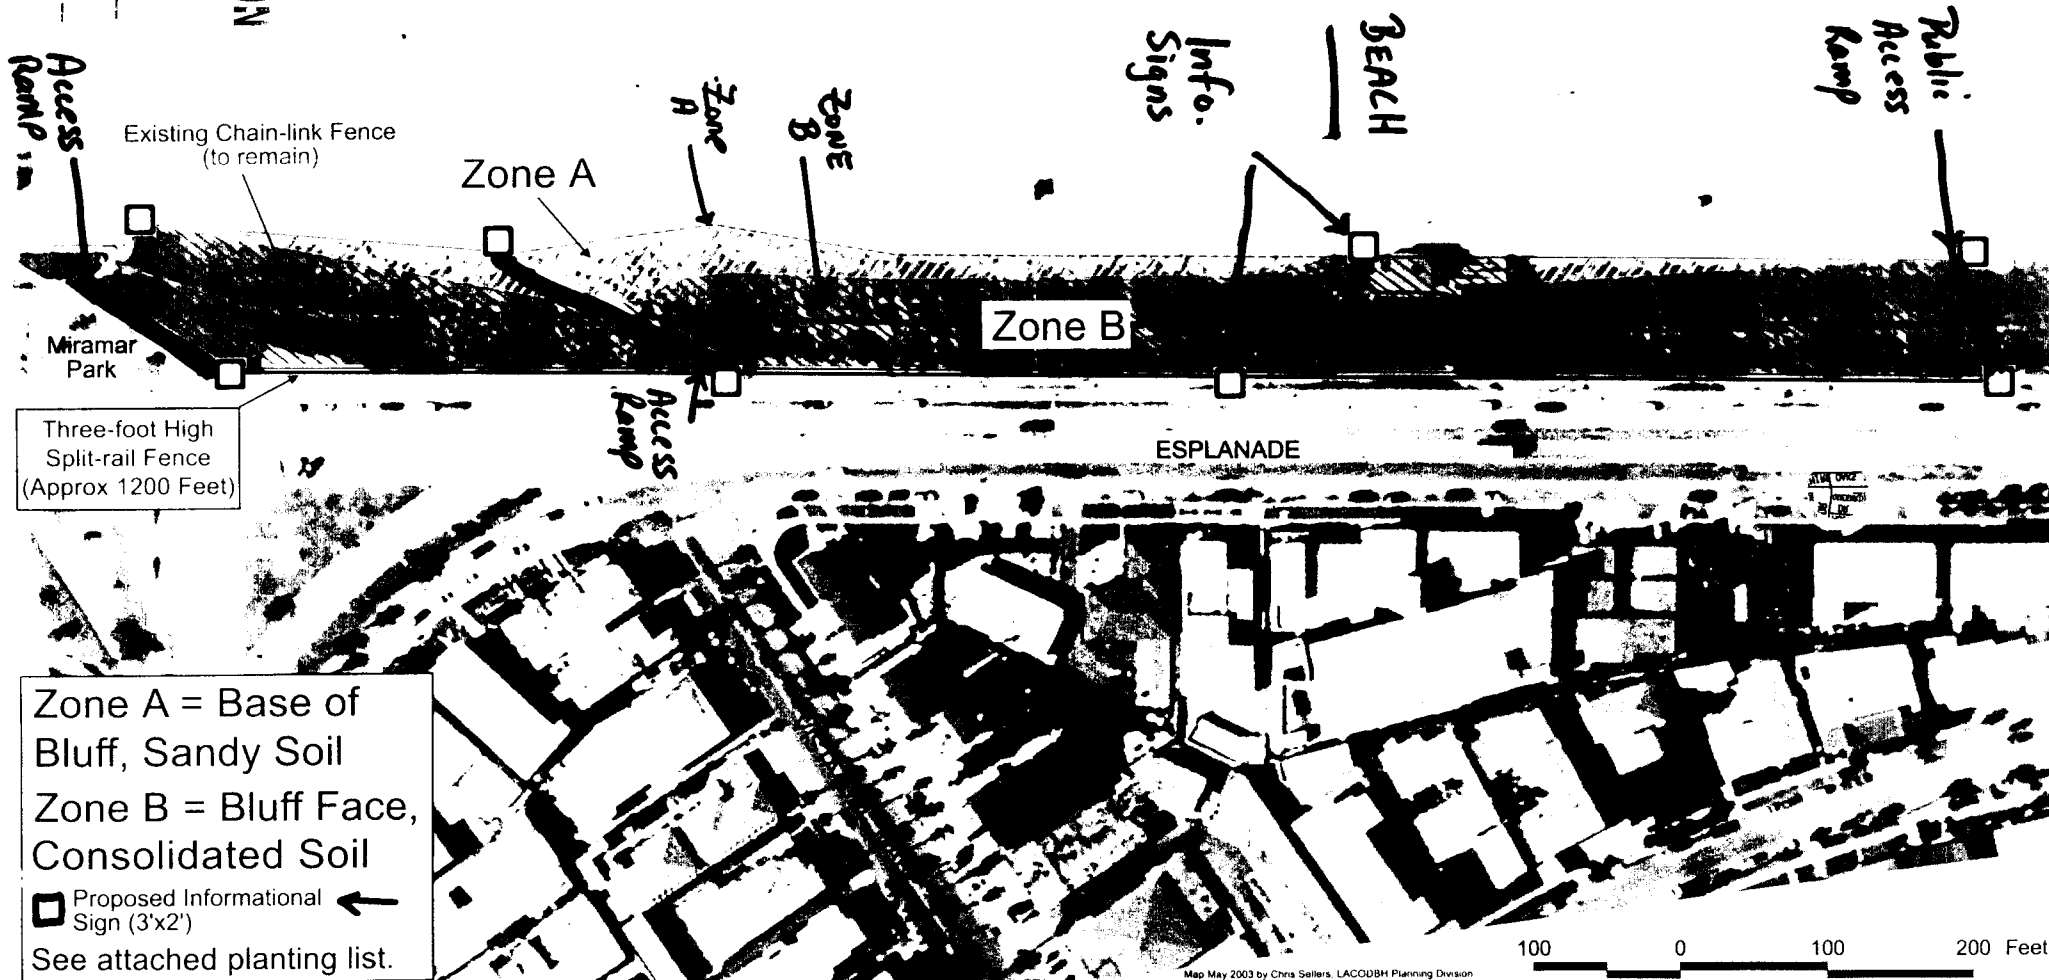 Access
Ramp
Existing Chain-link Fence
(to remain)
Zone A
Zone
A
ZONE
B
Info.
Signs
BEACH
Public
Access
Ramp
Zone B
Miramar
Park
Three-foot High
Split-rail Fence
(Approx 1200 Feet)
Access
Ramp
ESPLANADE
Zone A = Base of
Bluff, Sandy Soil
Zone B = Bluff Face,
Consolidated Soil
Proposed Informational
Sign (3'x2')
See attached planting list.
100 0 100 200 Feet
Map May 2003 by Chris Sellers, LACODBH Planning Division